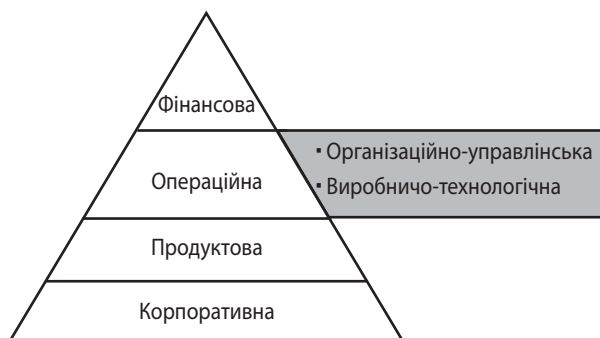 Фінансова
Операційна
▪ Організаційно-управлінська
▪ Виробничо-технологічна
Продуктова
Корпоративна